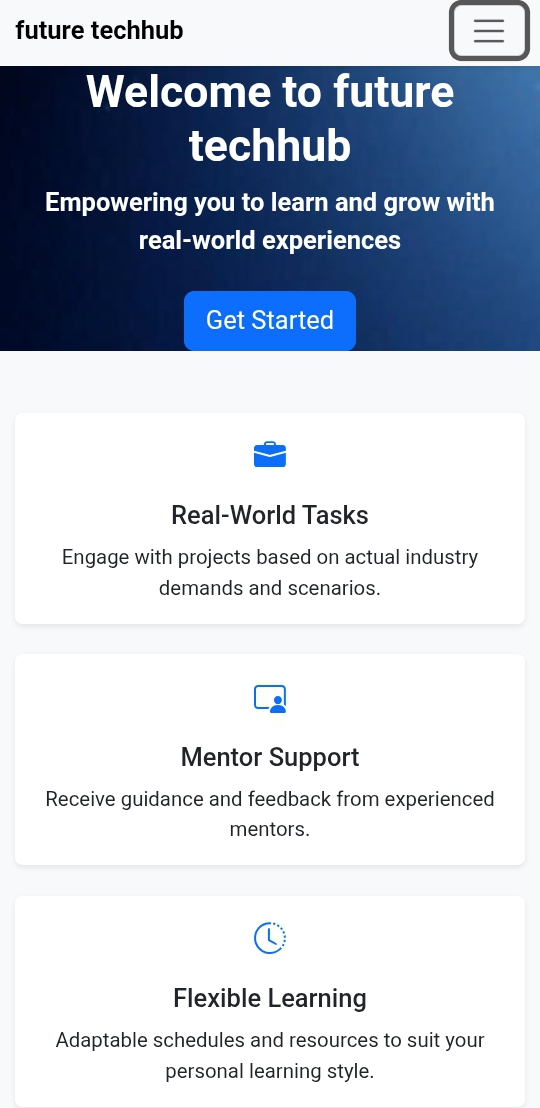 future techhub
Welcome to future
techhub
Empowering you to learn and grow with
real-world experiences
Get Started
Real-World Tasks
Engage with projects based on actual industry
demands and scenarios.
Mentor Support
Receive guidance and feedback from experienced
mentors.
Flexible Learning
Adaptable schedules and resources to suit your
personal learning style.